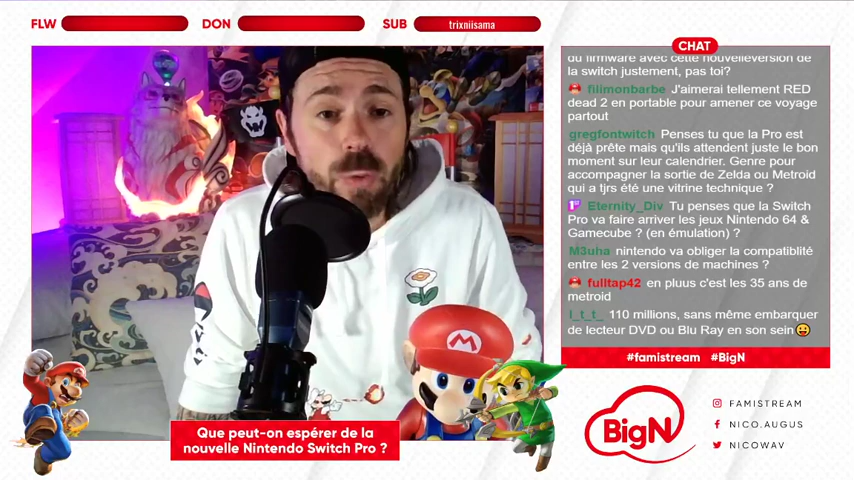 FLW
DON
SUB
trixniisama
CHAT
du firmware avec cette nouvelleversion de
la switch justement, pas toi?
filimonbarbe J'aimerai tellement RED
dead 2 en portable pour amener ce voyage
partout
gregfontwitch Penses tu que la Pro est
déjà prête mais qu'ils attendent juste le bon
moment sur leur calendrier. Genre pour
accompagner la sortie de Zelda ou Metroid
qui a tjrs été une vitrine technique ?
Eternity_Div Tu penses que la Switch
Pro va faire arriver les jeux Nintendo 64 &
Gamecube ? (en émulation) ?
M3uha nintendo va obliger la compatiblité
entre les 2 versions de machines ?
fulltap42 en pluus c'est les 35 ans de
metroid
l_t_t_ 110 millions, sans même embarquer
de lecteur DVD ou Blu Ray en son sein
#famistream #BigN
Que peut-on espérer de la
nouvelle Nintendo Switch Pro ?
BigN
FAMISTREAM
NICO.AUGUS
NICOWAV